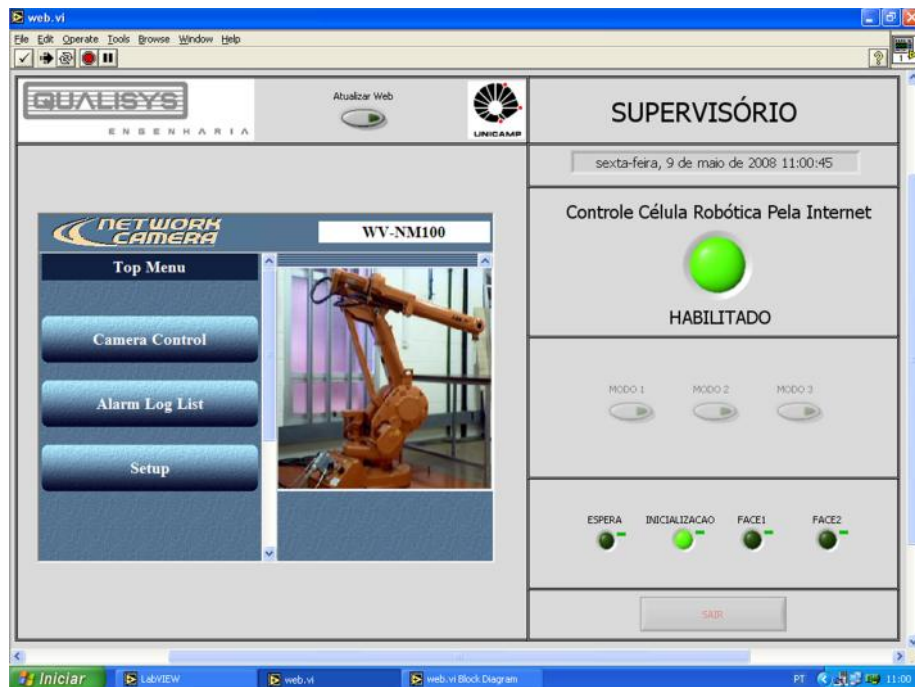 web.vi
File Edit Operate Tools Browse Window Help
1
QUALISYS
ENGENHARIA
Atualizar Web
UNICAMP
SUPERVISÓRIO
sexta-feira, 9 de maio de 2008 11:00:45
Controle Célula Robótica Pela Internet
HABILITADO
NETWORK
CAMERA
WV-NM100
Top Menu
Camera Control
Alarm Log List
Setup
MODO 1 MODO 2 MODO 3
ESPERA INICIALIZACAO FACE1 FACE2
SAIR
Iniciar LabVIEW web.vi web.vi Block Diagram PT 11:00